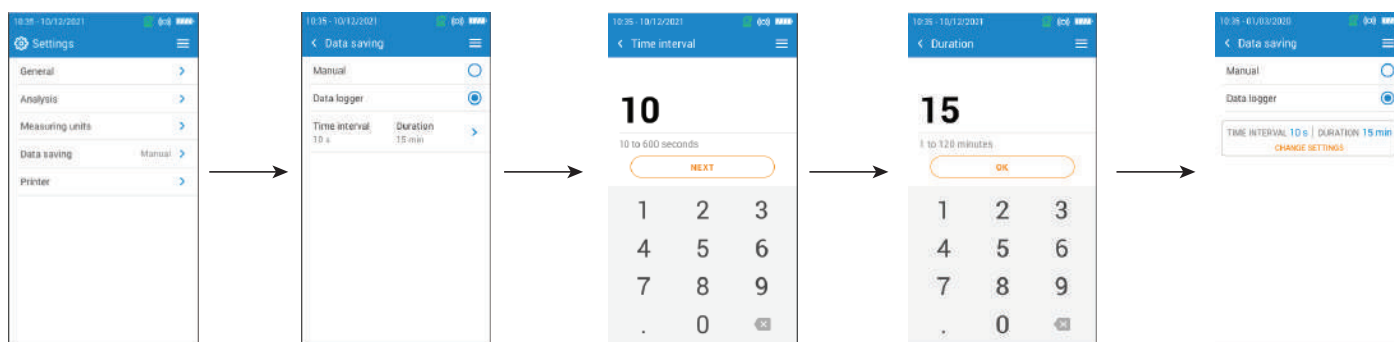 10:35 - 10/12/2021
Settings
General
Analysis
Measuring units
Data saving Manual
Printer
10:35 - 10/12/2021
Data saving
Manual
Data logger
Time interval Duration
10 s 15 min
10:35 - 10/12/2021
Time interval
10
10 to 600 seconds
NEXT
1 2 3
4 5 6
7 8 9
. 0
10:35 - 10/12/2021
Duration
15
1 to 120 minutes
OK
1 2 3
4 5 6
7 8 9
. 0
10:35 - 01/03/2020
Data saving
Manual
Data logger
TIME INTERVAL 10 s | DURATION 15 min
CHANGE SETTINGS